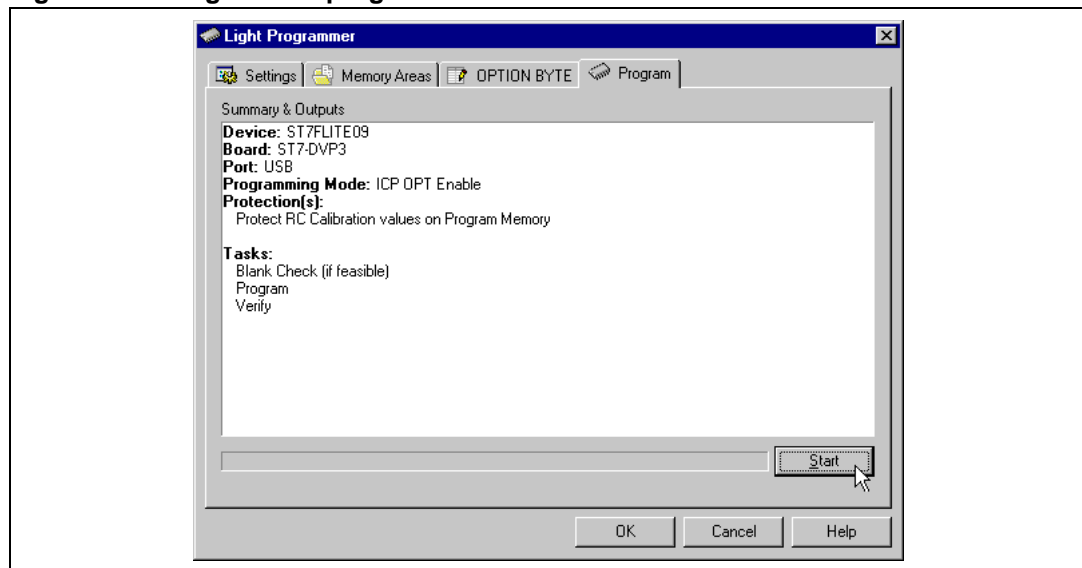 Light Programmer
Settings Memory Areas OPTION BYTE Program
Summary & Outputs
Device: ST7FLITE09
Board: ST7-DVP3
Port: USB
Programming Mode: ICP OPT Enable
Protection(s):
Protect RC Calibration values on Program Memory
Tasks:
Blank Check (if feasible)
Program
Verify
Start
OK Cancel Help